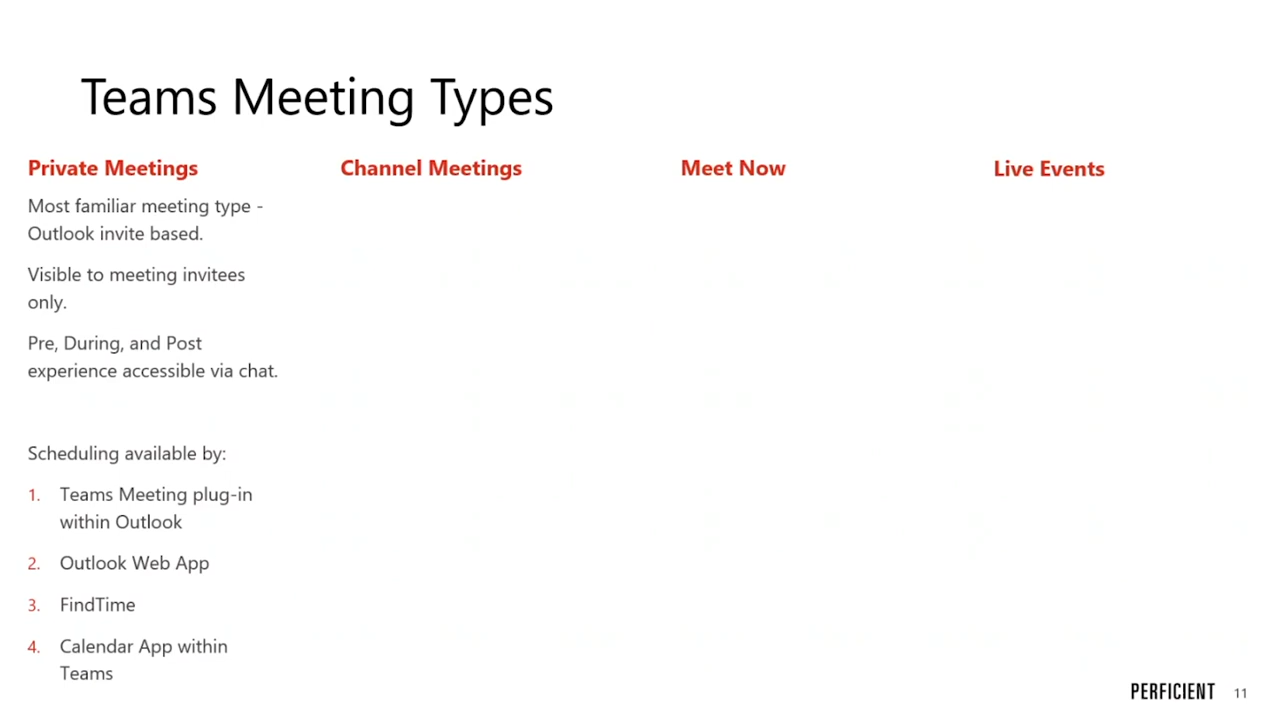 Teams Meeting Types
Private Meetings
Most familiar meeting type -
Outlook invite based.
Visible to meeting invitees
only.
Pre, During, and Post
experience accessible via chat.
Scheduling available by:
1. Teams Meeting plug-in
within Outlook
2. Outlook Web App
3. FindTime
4. Calendar App within
Teams
Channel Meetings
Meet Now
Live Events
PERFICIENT 11